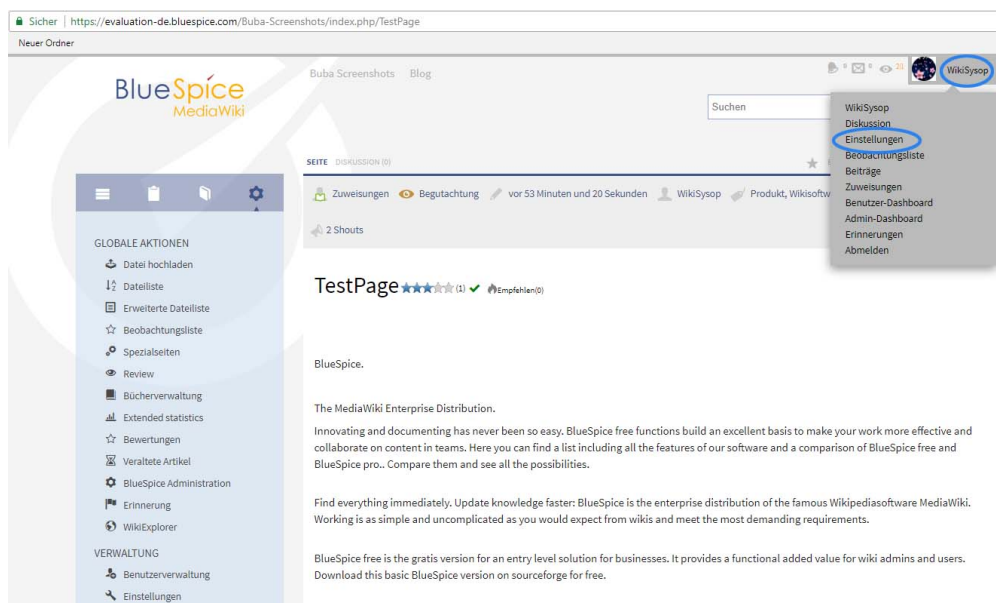 Sicher | https://evaluation-de.bluespice.com/Buba-Screenshots/index.php/TestPage
Neuer Ordner
BlueSpice
MediaWiki
Buba Screenshots Blog
0 0 WikiSysop
Suchen
WikiSysop
Diskussion
Einstellungen
Beobachtungsliste
Beiträge
Zuweisungen
Benutzer-Dashboard
Admin-Dashboard
Erinnerungen
Abmelden
SEITE DISKUSSION (0)
Zuweisungen Begutachtung vor 53 Minuten und 20 Sekunden WikiSysop Produkt, Wikisoftw
2 Shouts
GLOBALE AKTIONEN
Datei hochladen
Dateiliste
Erweiterte Dateiliste
Beobachtungsliste
Spezialseiten
Review
Bücherverwaltung
Extended statistics
Bewertungen
Veraltete Artikel
BlueSpice Administration
Erinnerung
WikiExplorer
VERWALTUNG
Benutzerverwaltung
Einstellungen
TestPage (1) Empfehlen(0)
BlueSpice.
The MediaWiki Enterprise Distribution.
Innovating and documenting has never been so easy. BlueSpice free functions build an excellent basis to make your work more effective and
collaborate on content in teams. Here you can find a list including all the features of our software and a comparison of BlueSpice free and
BlueSpice pro.. Compare them and see all the possibilities.
Find everything immediately. Update knowledge faster: BlueSpice is the enterprise distribution of the famous Wikipediasoftware MediaWiki.
Working is as simple and uncomplicated as you would expect from wikis and meet the most demanding requirements.
BlueSpice free is the gratis version for an entry level solution for businesses. It provides a functional added value for wiki admins and users.
Download this basic BlueSpice version on sourceforge for free.